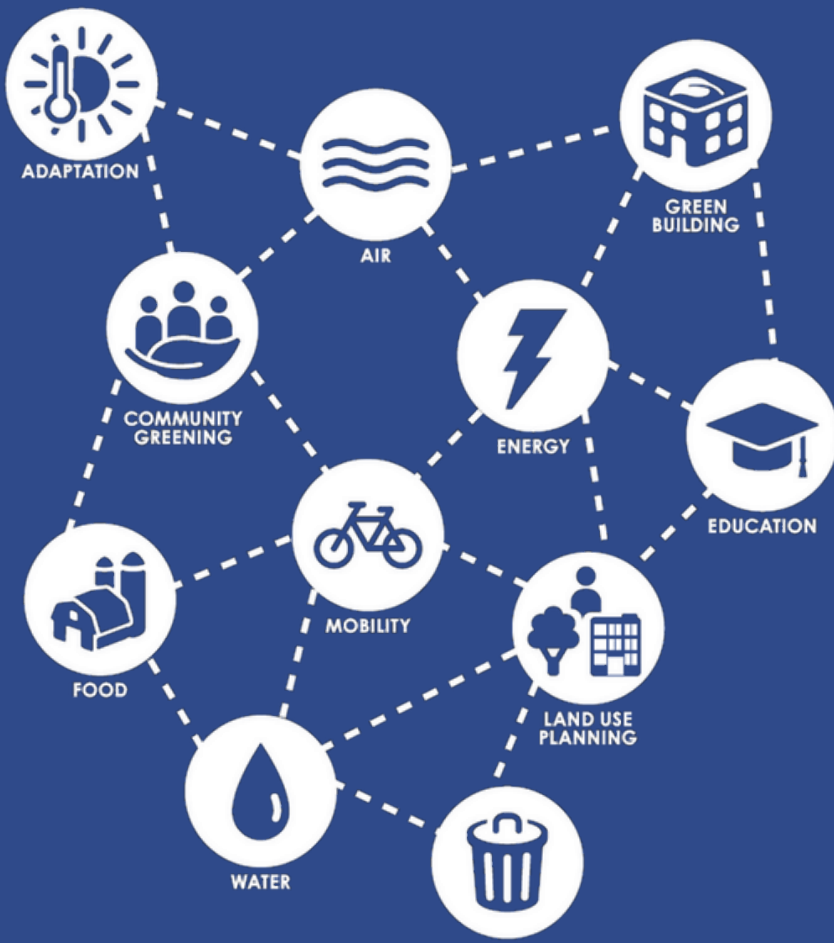 ADAPTATION
AIR
GREEN
BUILDING
COMMUNITY
GREENING
ENERGY
EDUCATION
MOBILITY
FOOD
LAND USE
PLANNING
WATER